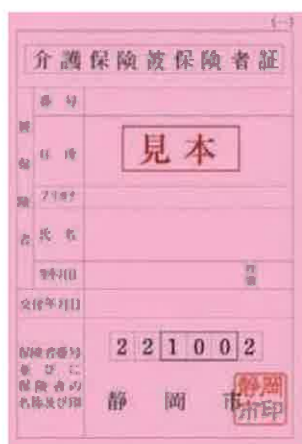 (一)
介護保険被保険者証
番号
被保険者
住所
見本
フリガナ
氏名
生年月日
性別
交付年月日
保険者番号
並びに
保険者の
名称及び印
221002
静岡市
静岡
市印